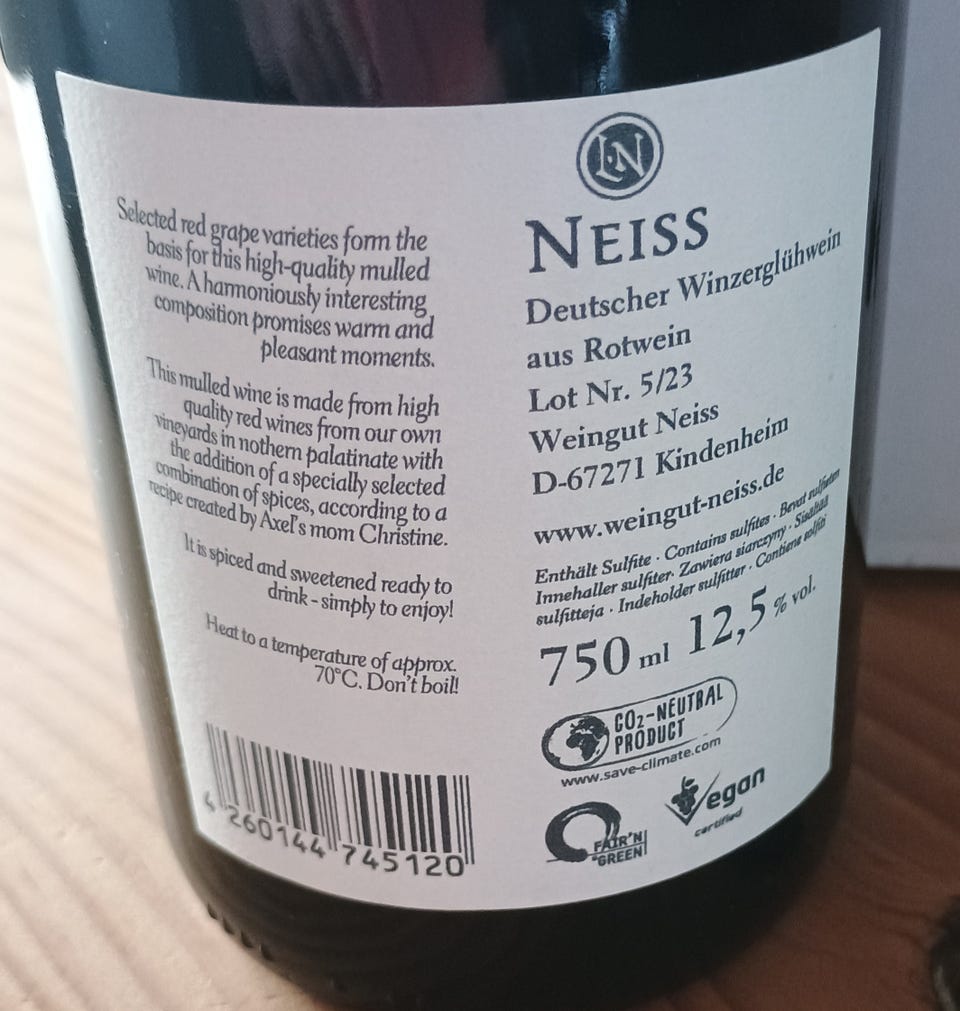 Selected red grape varieties form the
basis for this high-quality mulled
wine. A harmoniously interesting
composition promises warm and
pleasant moments.
This mulled wine is made from high
quality red wines from our own
vineyards in nothern palatinate with
the addition of a specially selected
combination of spices, according to a
recipe created by Axel's mom Christine.
It is spiced and sweetened ready to
drink - simply to enjoy!
Heat to a temperature of approx.
70°C. Don't boil!
4 260144 745120
LN
NEISS
Deutscher Winzerglühwein
aus Rotwein
Lot Nr. 5/23
Weingut Neiss
D-67271 Kindenheim
www.weingut-neiss.de
Enthält Sulfite · Contains sulfites · Bevat sulfieten
Innehaller sulfiter· Zawiera siarczyny · Sisältää
sulfitteja · Indeholder sulfitter · Contiene solfiti
750 ml 12,5 % vol.
CO2-NEUTRAL
PRODUCT
www.save-climate.com
FAIR'N
GREEN
Vegan
certified